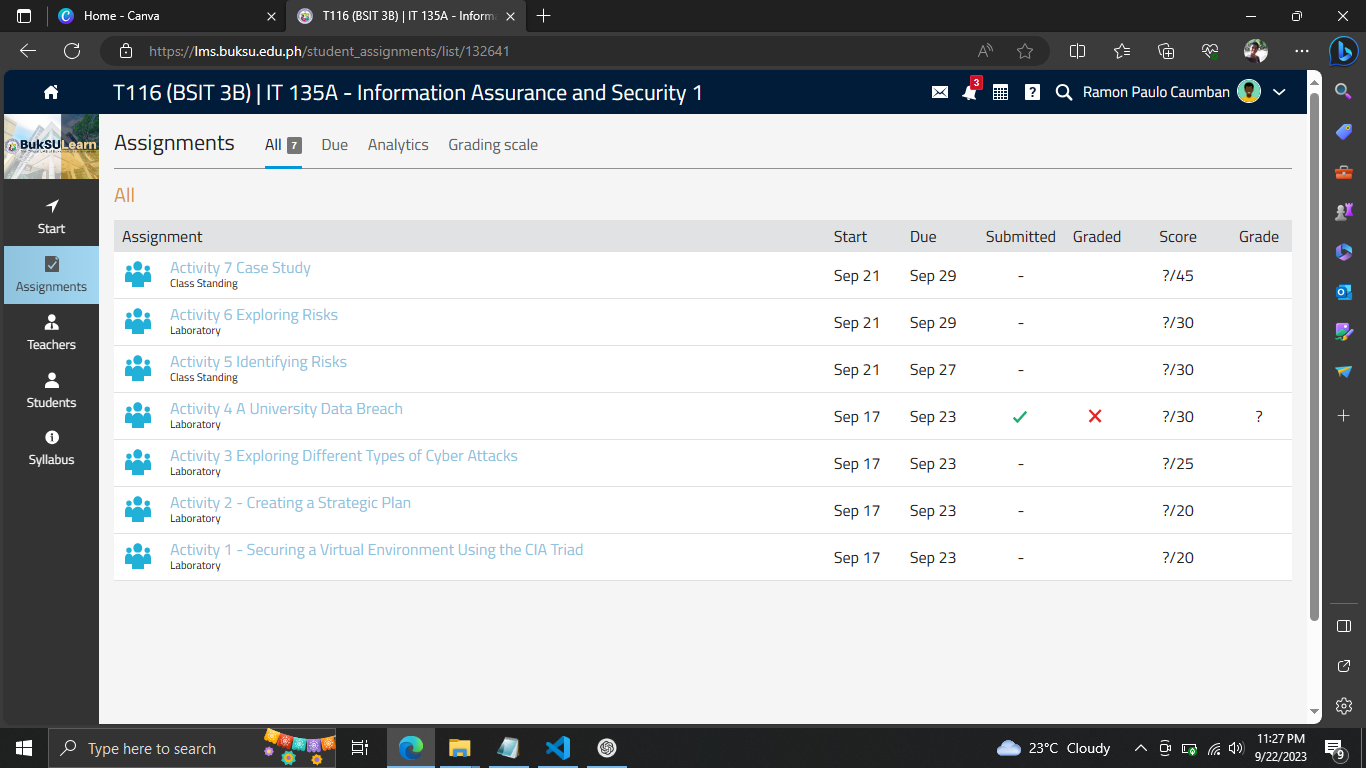 Home - Canva
T116 (BSIT 3B) | IT 135A - Informa
https://lms.buksu.edu.ph/student_assignments/list/132641
T116 (BSIT 3B) | IT 135A - Information Assurance and Security 1
3
Ramon Paulo Caumban
BukSULearn
Start
Assignments
Teachers
Students
Syllabus
Assignments All 7 Due Analytics Grading scale
All
Assignment Start Due Submitted Graded Score Grade
Activity 7 Case Study Sep 21 Sep 29 - ?/45
Class Standing
Activity 6 Exploring Risks Sep 21 Sep 29 - ?/30
Laboratory
Activity 5 Identifying Risks Sep 21 Sep 27 - ?/30
Class Standing
Activity 4 A University Data Breach Sep 17 Sep 23 ?/30 ?
Laboratory
Activity 3 Exploring Different Types of Cyber Attacks Sep 17 Sep 23 - ?/25
Laboratory
Activity 2 - Creating a Strategic Plan Sep 17 Sep 23 - ?/20
Laboratory
Activity 1 - Securing a Virtual Environment Using the CIA Triad Sep 17 Sep 23 - ?/20
Laboratory
Type here to search
23°C Cloudy
11:27 PM
9/22/2023
9